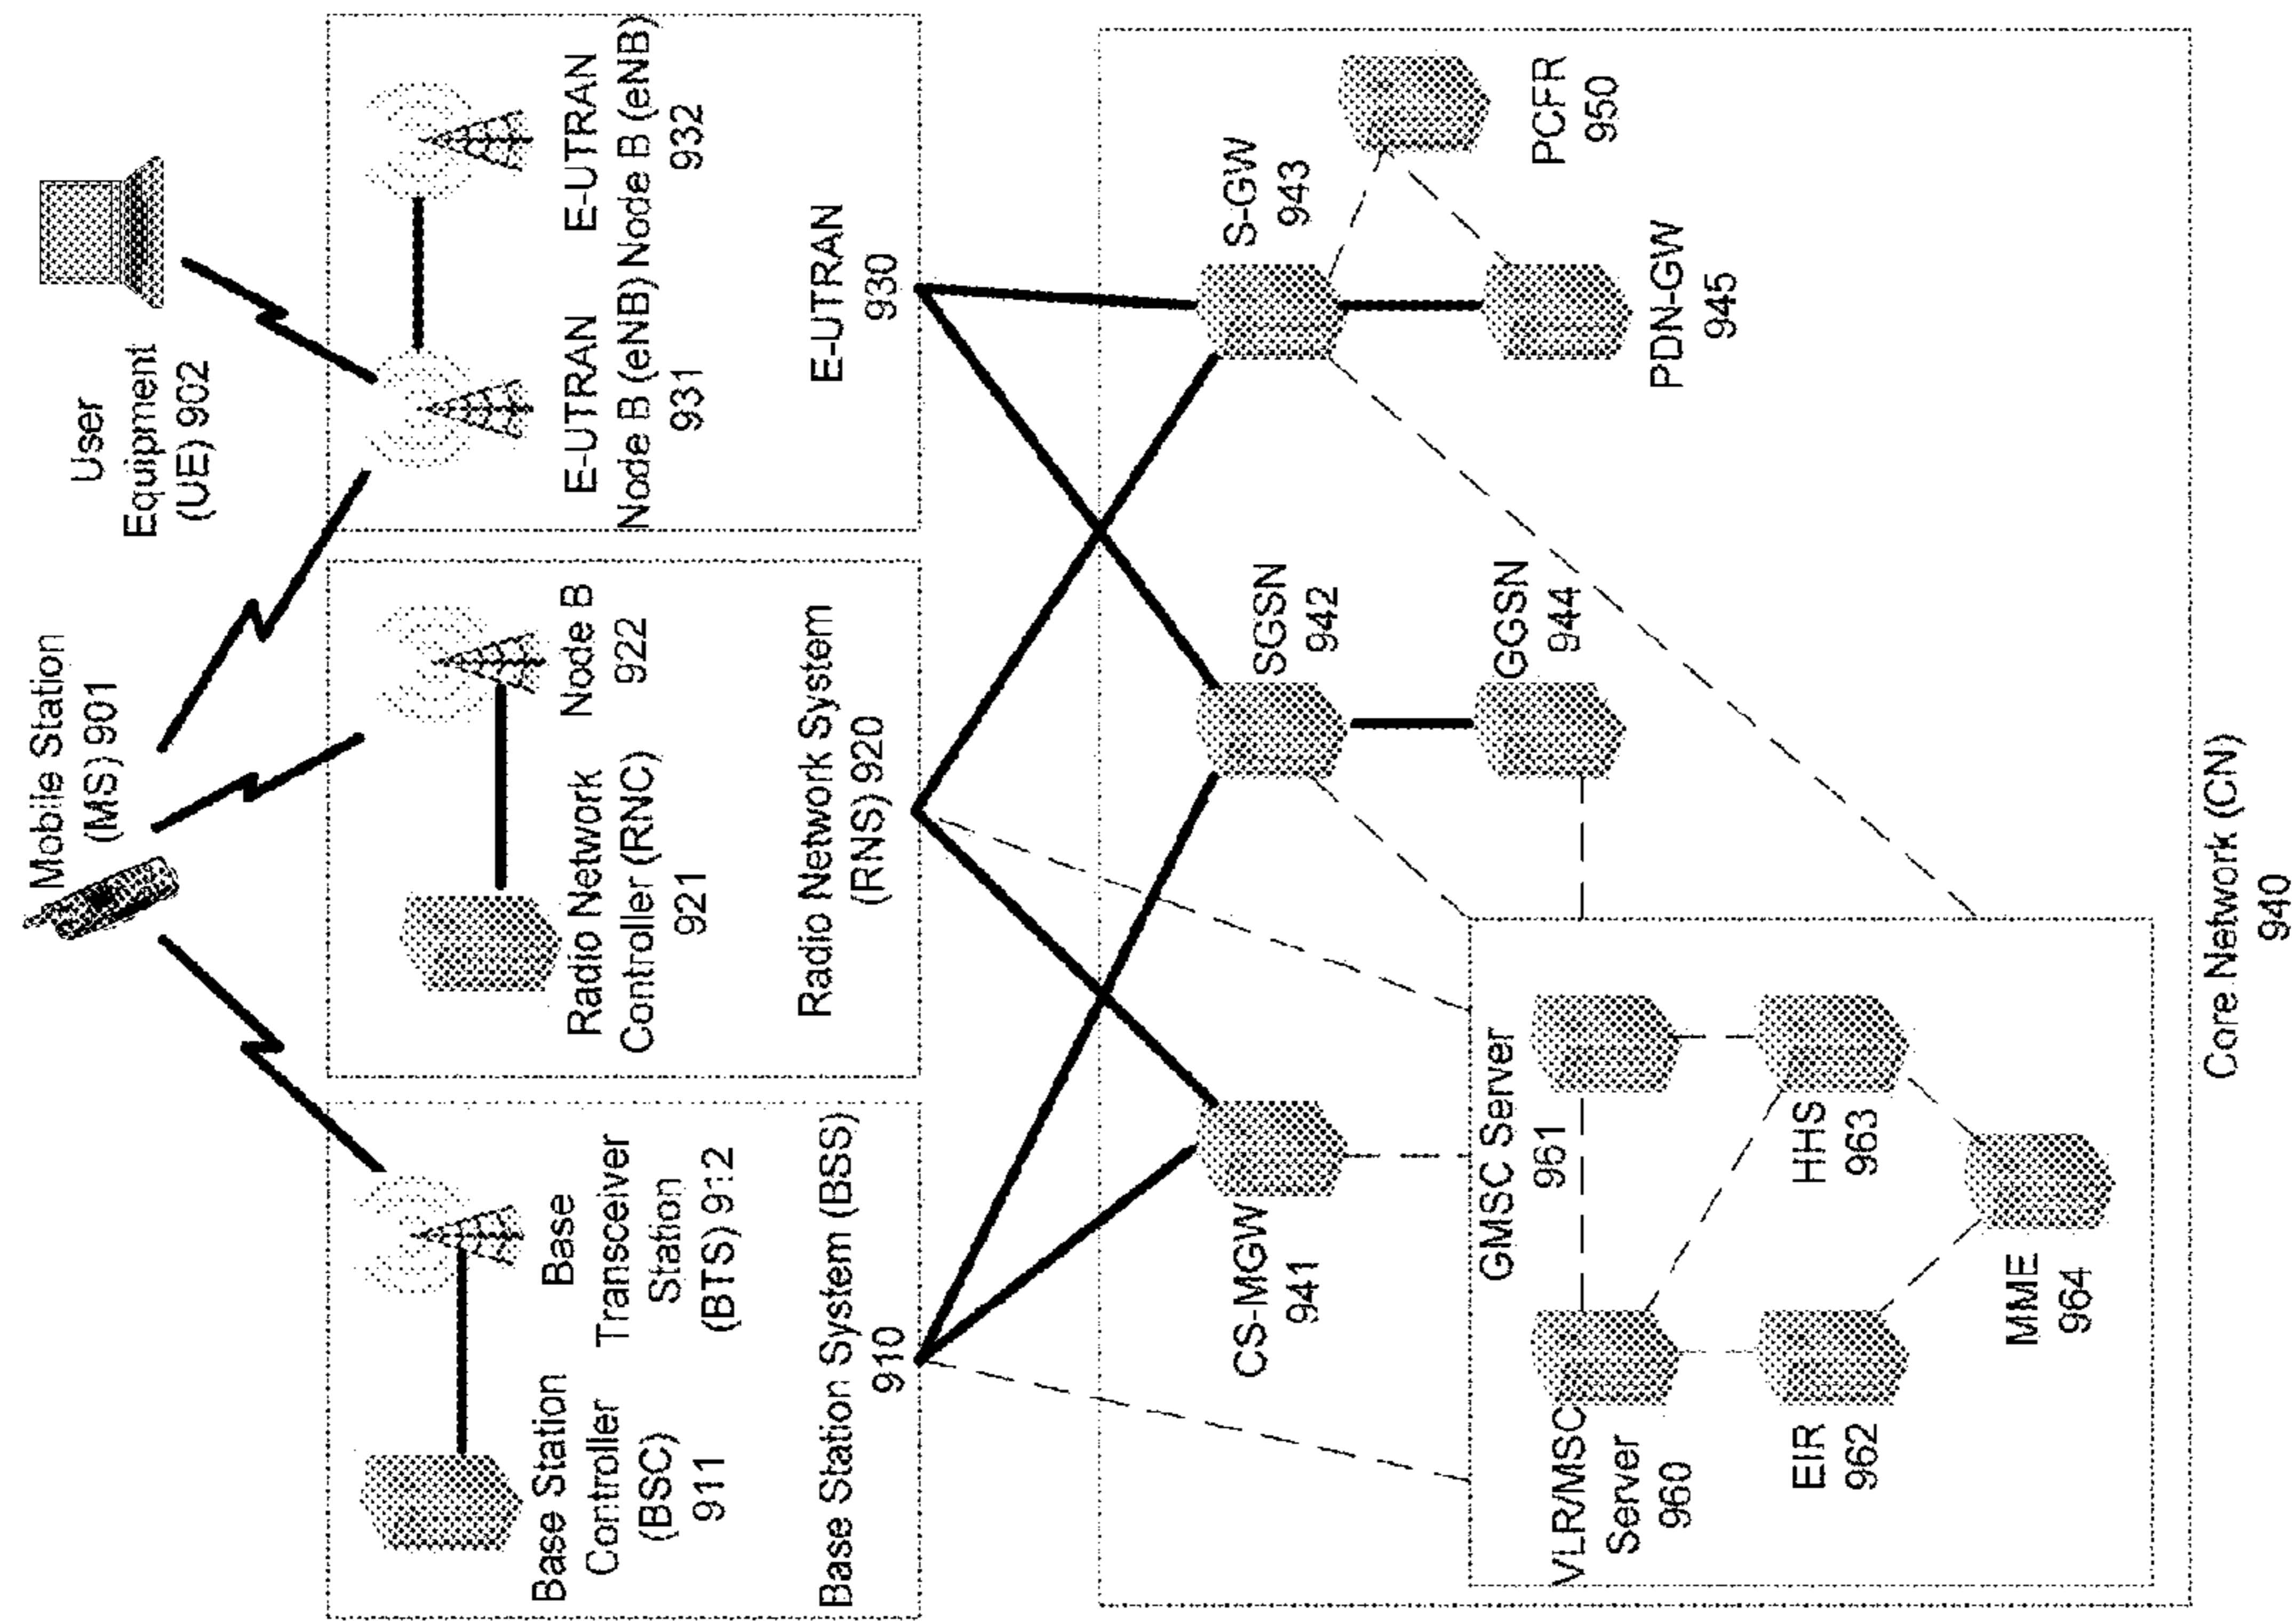 Mobile Station
(MS) 901
User
Equipment
(UE) 902
Base Station
Controller
(BSC)
911
Base
Transceiver
Station
(BTS) 912
Base Station System (BSS)
910
Radio Network
Controller (RNC)
921
Node B
922
Radio Network System
(RNS) 920
E-UTRAN
Node B (eNB)
931
E-UTRAN
Node B (eNB)
932
E-UTRAN
930
CS-MGW
941
SGSN
942
S-GW
943
GGSN
944
PDN-GW
945
PCFR
950
VLR/MSC
Server
960
GMSC Server
961
EIR
962
HHS
963
MME
964
Core Network (CN)
940